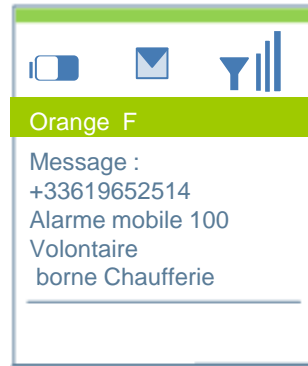 Orange F
Message :
+33619652514
Alarme mobile 100
Volontaire
borne Chaufferie